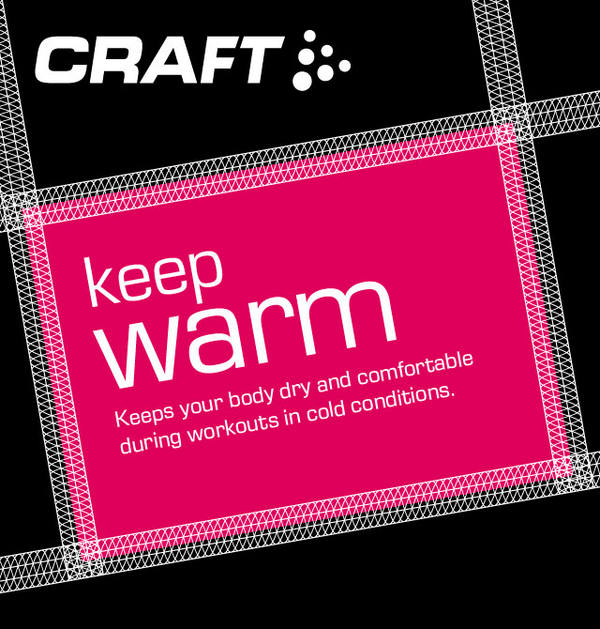 CRAFT
keep
warm
Keeps your body dry and comfortable
during workouts in cold conditions.